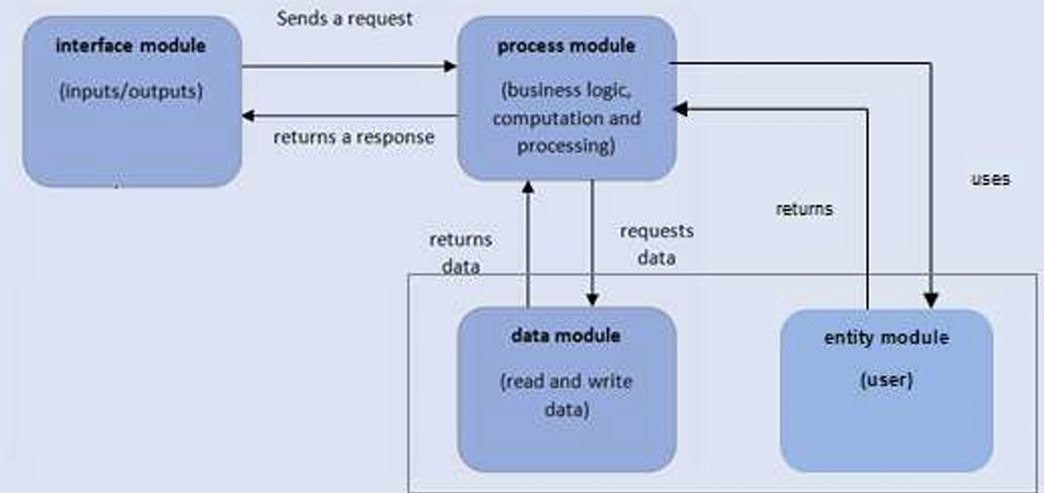 Sends a request
interface module
(inputs/outputs)
process module
(business logic,
computation and
processing)
returns a response
uses
returns
returns
data
requests
data
data module
(read and write
data)
entity module
(user)